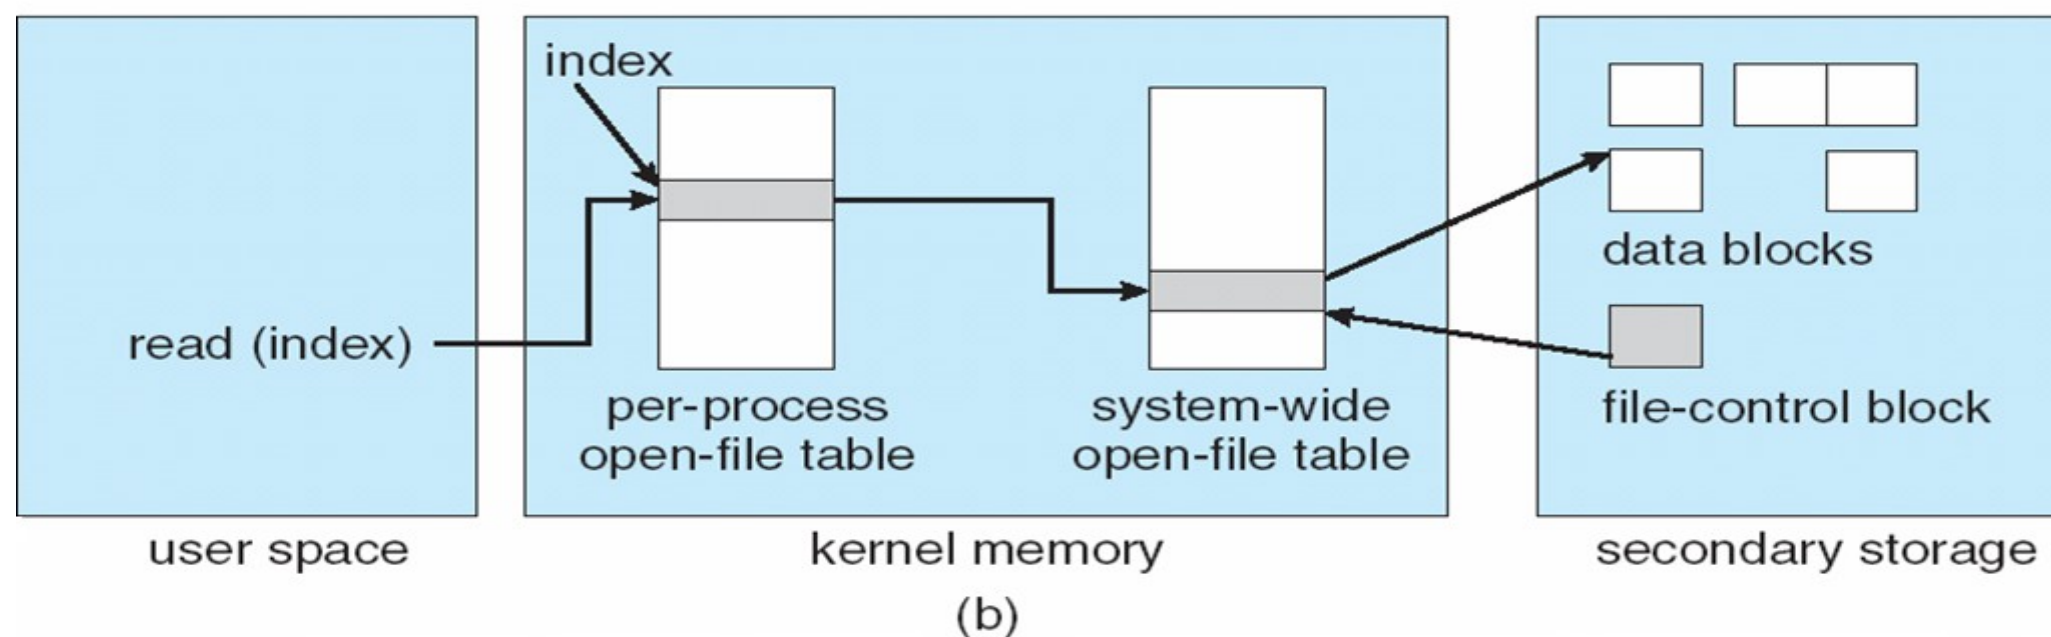 index
read (index)
per-process
open-file table
system-wide
open-file table
data blocks
file-control block
user space
kernel memory
secondary storage
(b)